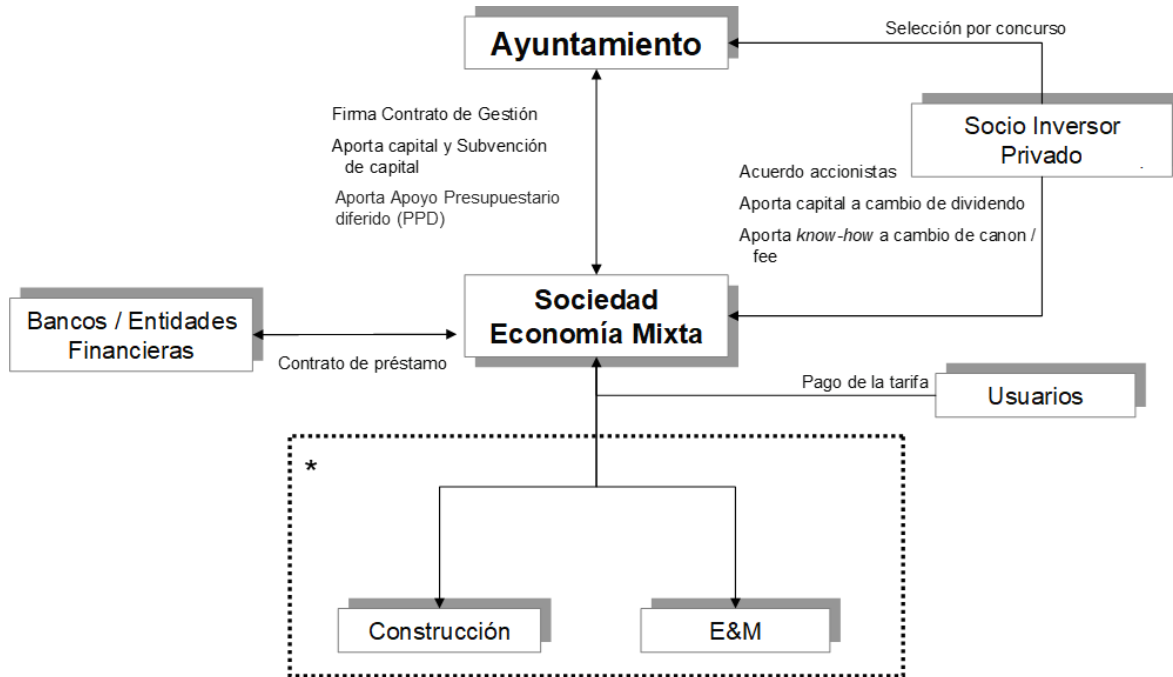 Ayuntamiento
Selección por concurso
Firma Contrato de Gestión
Aporta capital y Subvención
de capital
Aporta Apoyo Presupuestario
diferido (PPD)
Socio Inversor
Privado
Acuerdo accionistas
Aporta capital a cambio de dividendo
Aporta know-how a cambio de canon /
fee
Sociedad
Economía Mixta
Bancos / Entidades
Financieras
Contrato de préstamo
Pago de la tarifa
Usuarios
*
Construcción
E&M